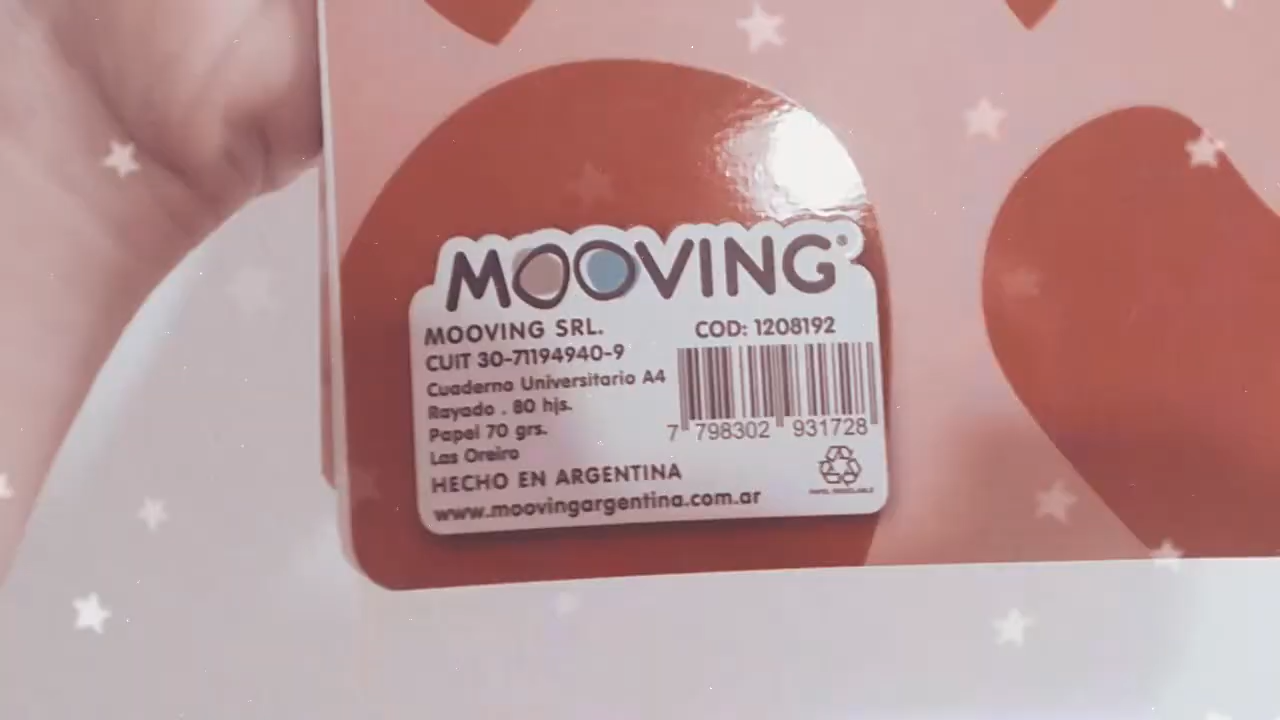 MOOVING®
MOOVING SRL.
CUIT 30-71194940-9
Cuaderno Universitario A4
Rayado . 80 hjs.
Papel 70 grs.
Las Oreiro
HECHO EN ARGENTINA
www.moovingargentina.com.ar
COD: 1208192
7 798302 931728